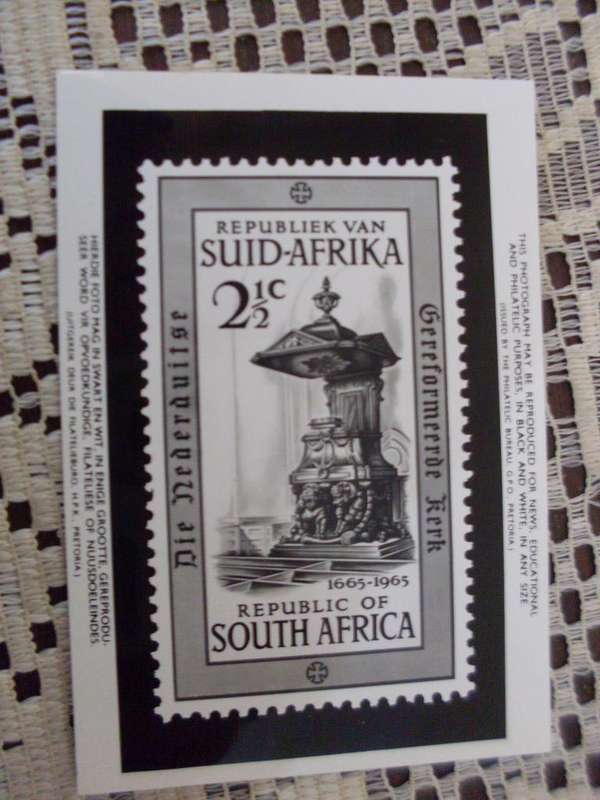 HIERDIE FOTO MAG IN SWART EN WIT, IN ENIGE GROOTTE, GEREPRODU-
SEER WORD VIR OPVOEDKUNDIGE, FILATELIESE OF NUUSDOELEINDES.
(UITGEREIK DEUR DIE FILATELIEBURO, H.P.K. PRETORIA.)
REPUBLIEK VAN
SUID-AFRIKA
2½c
Die Nederduitse
Gereformeerde Kerk
1665-1965
REPUBLIC OF
SOUTH AFRICA
THIS PHOTOGRAPH MAY BE REPRODUCED FOR NEWS, EDUCATIONAL
AND PHILATELIC PURPOSES, IN BLACK AND WHITE, IN ANY SIZE.
(ISSUED BY THE PHILATELIC BUREAU, G.P.O., PRETORIA.)